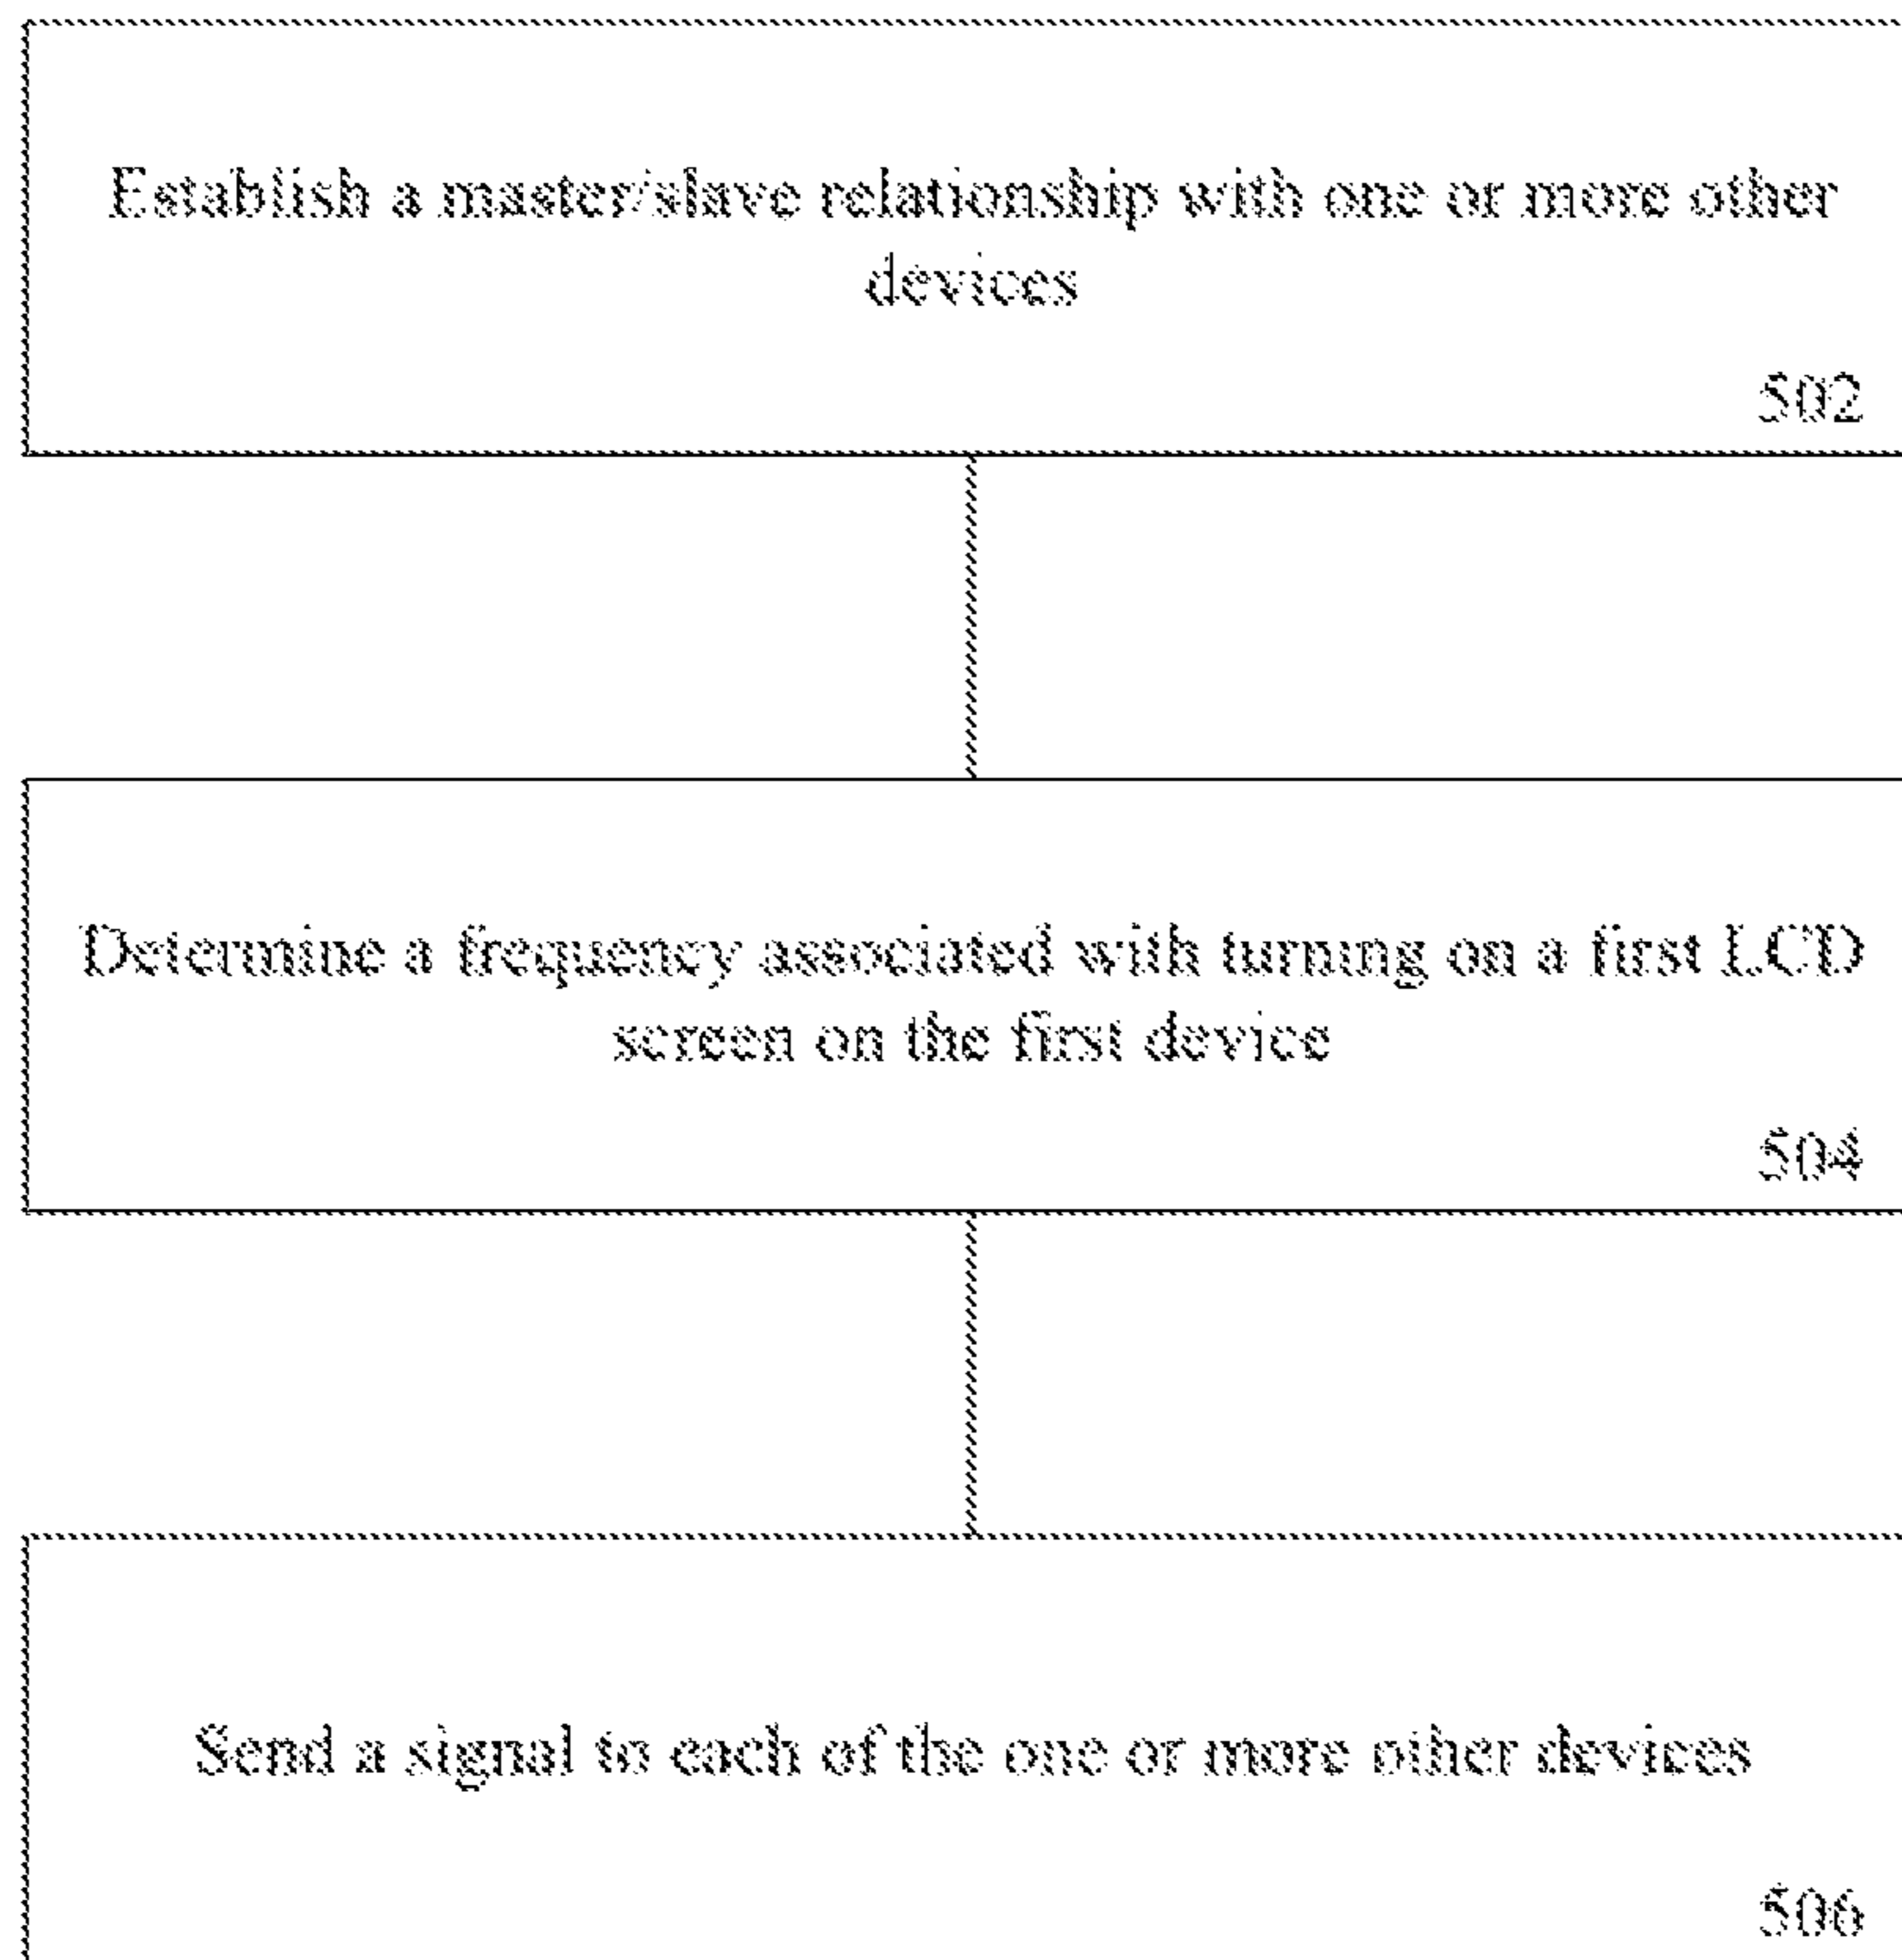 Establish a master/slave relationship with one or more other
devices
502
Determine a frequency associated with turning on a first LCD
screen on the first device
504
Send a signal to each of the one or more other devices
506